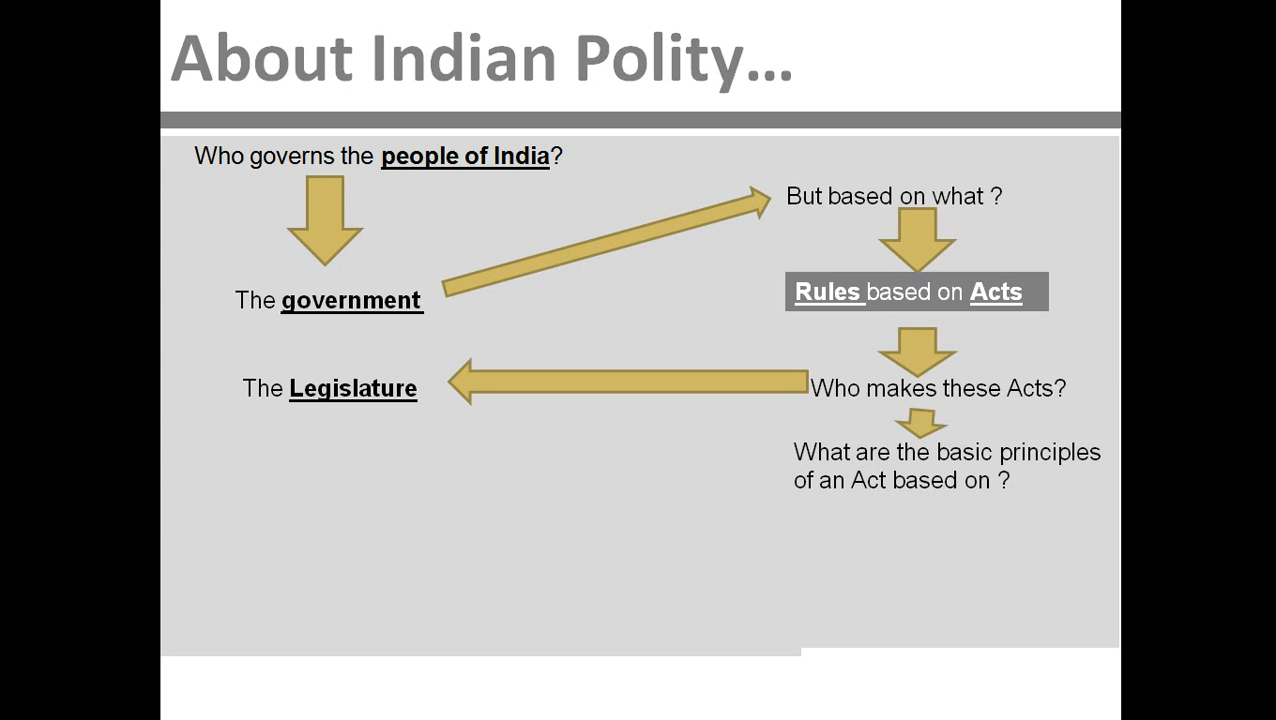 About Indian Polity...
Who governs the people of India?
But based on what ?
The government
Rules based on Acts
The Legislature
Who makes these Acts?
What are the basic principles
of an Act based on ?